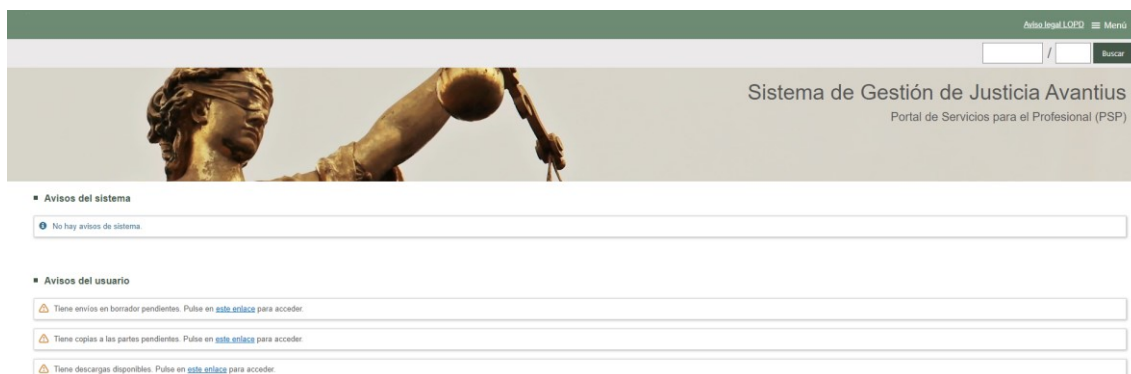 Aviso legal LOPD ≡ Menú
/ Buscar
Sistema de Gestión de Justicia Avantius
Portal de Servicios para el Profesional (PSP)
Avisos del sistema
No hay avisos de sistema.
Avisos del usuario
Tiene envíos en borrador pendientes. Pulse en este enlace para acceder.
Tiene copias a las partes pendientes. Pulse en este enlace para acceder.
Tiene descargas disponibles. Pulse en este enlace para acceder.